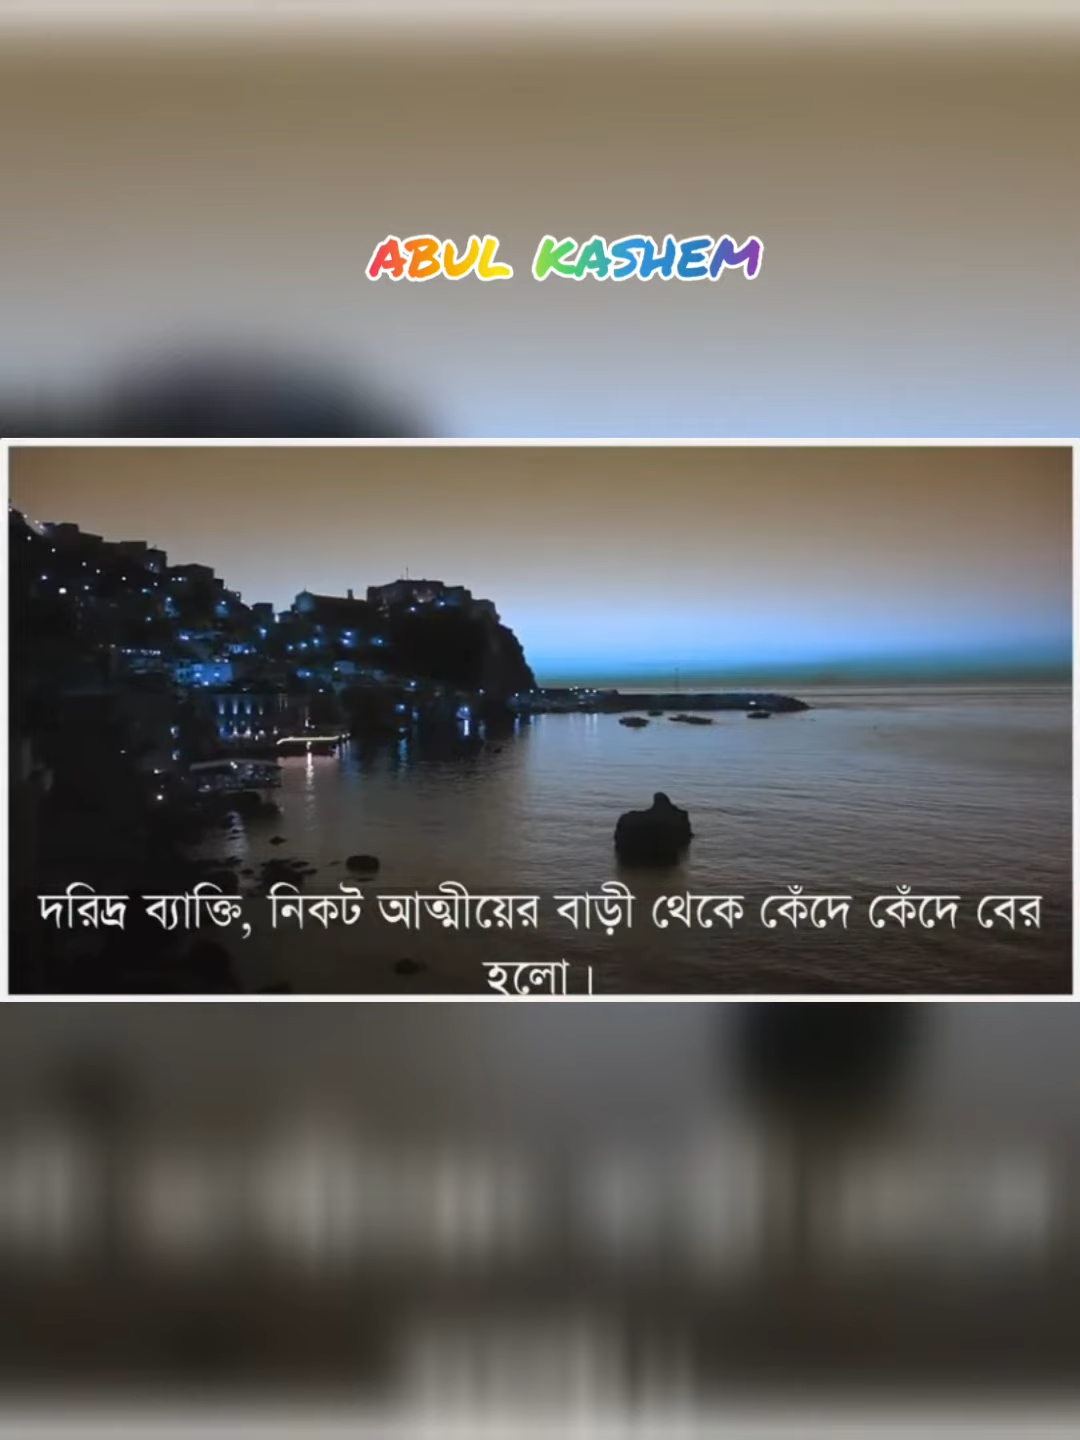 ABUL KASHEM
দরিদ্র ব্যাক্তি, নিকট আত্মীয়ের বাড়ী থেকে কেঁদে কেঁদে বের
হলো।